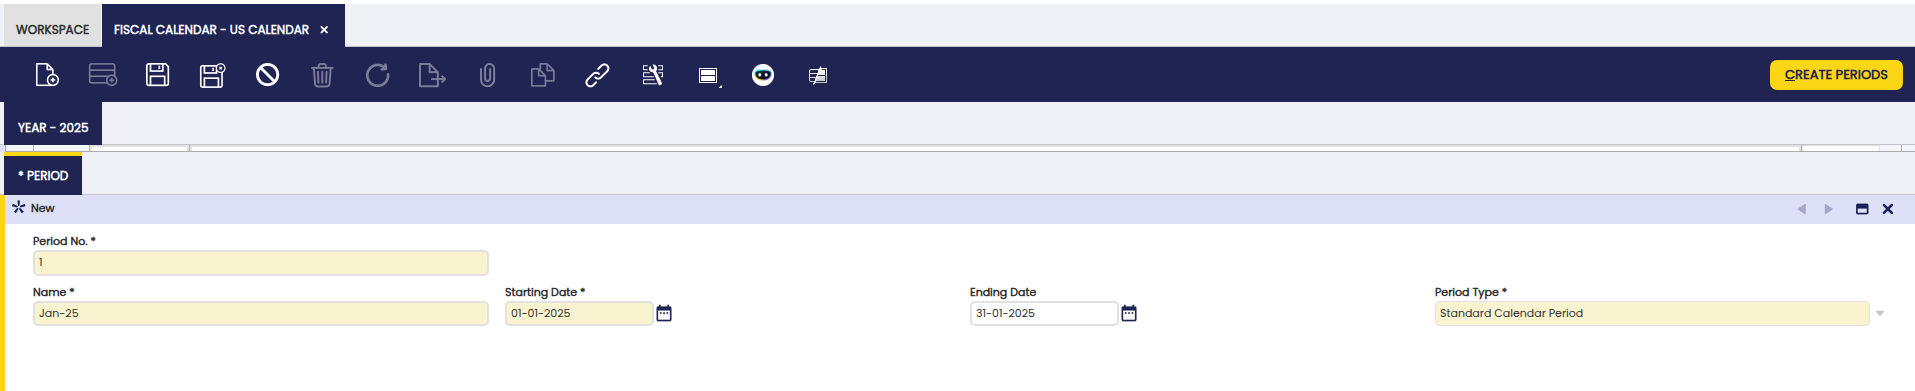 WORKSPACE FISCAL CALENDAR - US CALENDAR ×
CREATE PERIODS
YEAR - 2025
* PERIOD
New
Period No. *
1
Name * Starting Date * Ending Date Period Type *
Jan-25 01-01-2025 31-01-2025 Standard Calendar Period